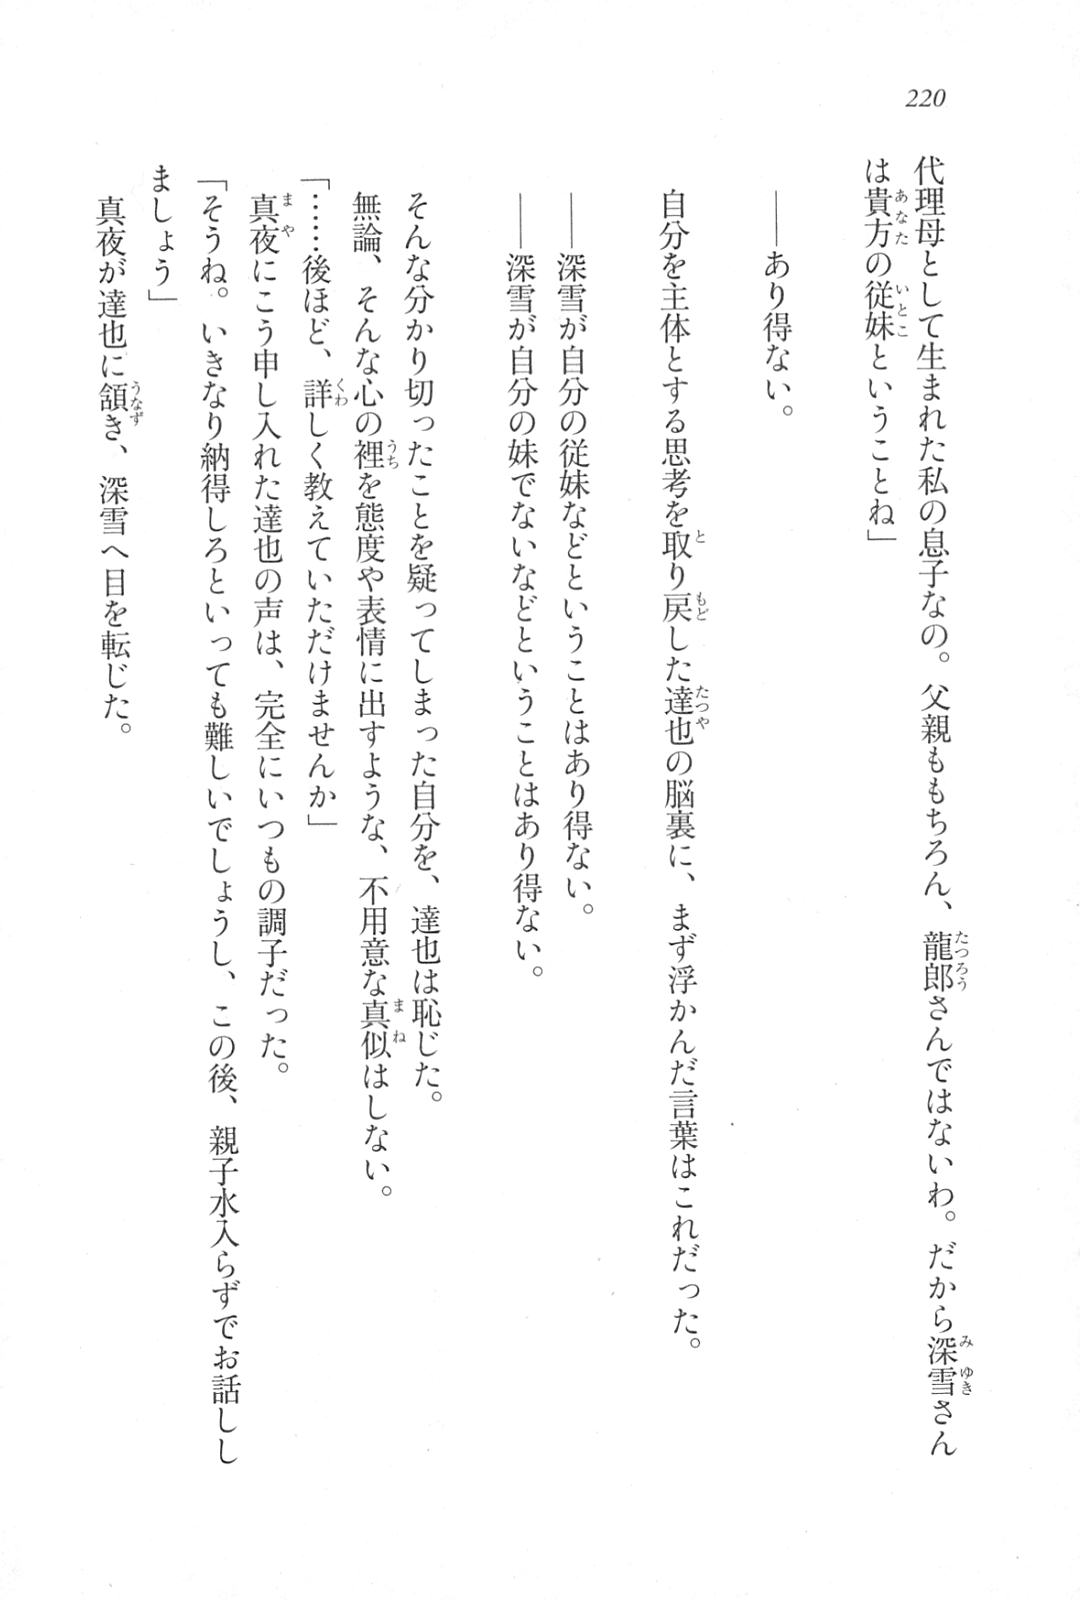 220
代理母として生まれた私の息子なの。父親ももちろん、龍郎さんではないわ。だから深雪さん
は貴方の従妹ということね」
――あり得ない。
自分を主体とする思考を取り戻した達也の脳裏に、まず浮かんだ言葉はこれだった。
――深雪が自分の従妹などということはあり得ない。
――深雪が自分の妹でないなどということはあり得ない。
そんな分かり切ったことを疑ってしまった自分を、達也は恥じた。
無論、そんな心の裡を態度や表情に出すような、不用意な真似はしない。
「……後ほど、詳しく教えていただけませんか」
真夜にこう申し入れた達也の声は、完全にいつもの調子だった。
「そうね。いきなり納得しろといっても難しいでしょうし、この後、親子水入らずでお話しし
ましょう」
真夜が達也に頷き、深雪へ目を転じた。